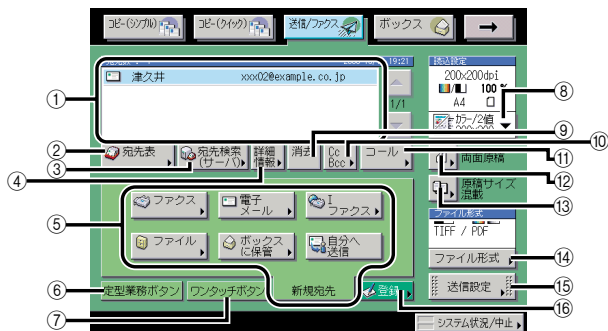 コピー(シンプル)
コピー(クイック)
送信/ファクス
ボックス
19:21
読込設定
津久井
xxx02@example.co.jp
1/1
200x200dpi
100 %
A4
カラー/2値
① ② ③ ④ ⑤ ⑥ ⑦ ⑧ ⑨ ⑩ ⑪ ⑫ ⑬ ⑭ ⑮ ⑯
宛先表
宛先検索
(サーバ)
詳細
情報
消去
Cc
Bcc
コール
両面原稿
原稿サイズ
混載
ファイル形式
TIFF / PDF
ファイル形式
送信設定
ファクス
電子
メール
I
ファクス
ファイル
ボックス
に保管
自分へ
送信
定型業務ボタン
ワンタッチボタン
新規宛先
登録
システム状況/中止